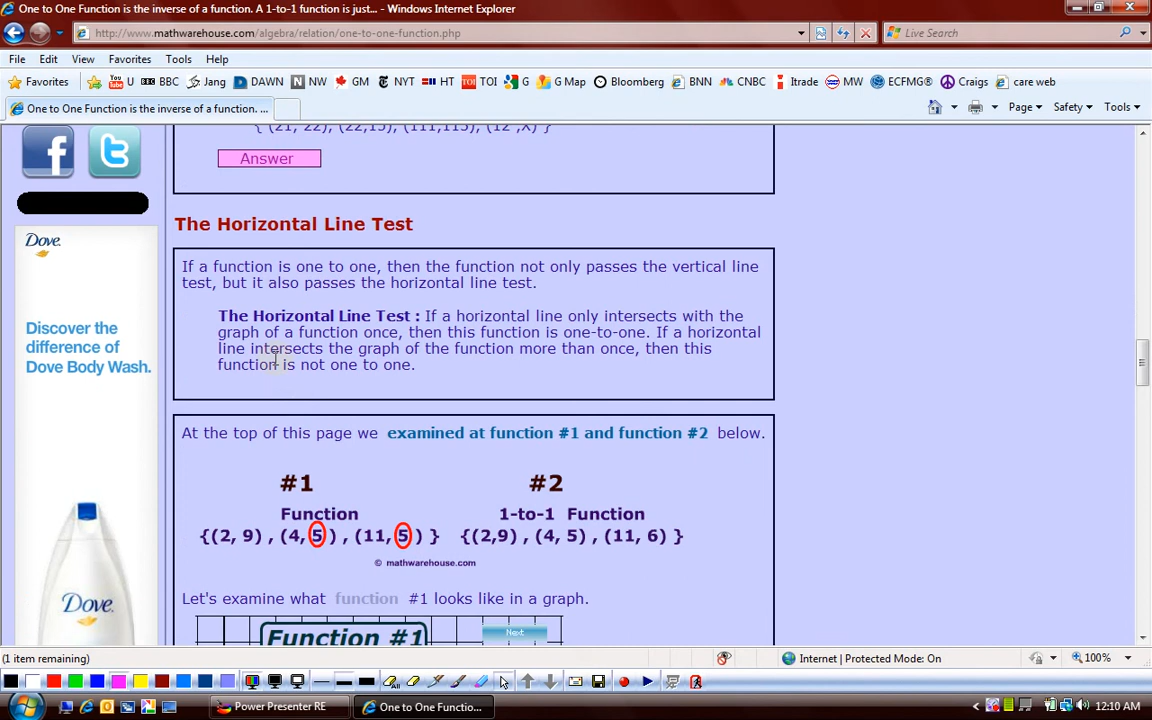 One to One Function is the inverse of a function. A 1-to-1 function is just... - Windows Internet Explorer
http://www.mathwarehouse.com/algebra/relation/one-to-one-function.php
Live Search
File Edit View Favorites Tools Help
Favorites You U BBC Jang DAWN NW GM NYT HT TOI G G Map Bloomberg BNN CNBC Itrade MW ECFMG® Craigs care web
One to One Function is the inverse of a function. ...
Page Safety Tools
{ (21, 22), (22,15), (111,115), (12 ,X) }
Answer
The Horizontal Line Test
Dove
If a function is one to one, then the function not only passes the vertical line
test, but it also passes the horizontal line test.
The Horizontal Line Test : If a horizontal line only intersects with the
graph of a function once, then this function is one-to-one. If a horizontal
line intersects the graph of the function more than once, then this
function is not one to one.
Discover the
difference of
Dove Body Wash.
At the top of this page we examined at function #1 and function #2 below.
#1 #2
Function 1-to-1 Function
{(2, 9) , (4, 5 ) , (11, 5 ) } {(2,9) , (4, 5) , (11, 6) }
© mathwarehouse.com
Dove
Let's examine what function #1 looks like in a graph.
Function #1 Next
(1 item remaining) Internet | Protected Mode: On 100%
Power Presenter RE One to One Functio... 12:10 AM